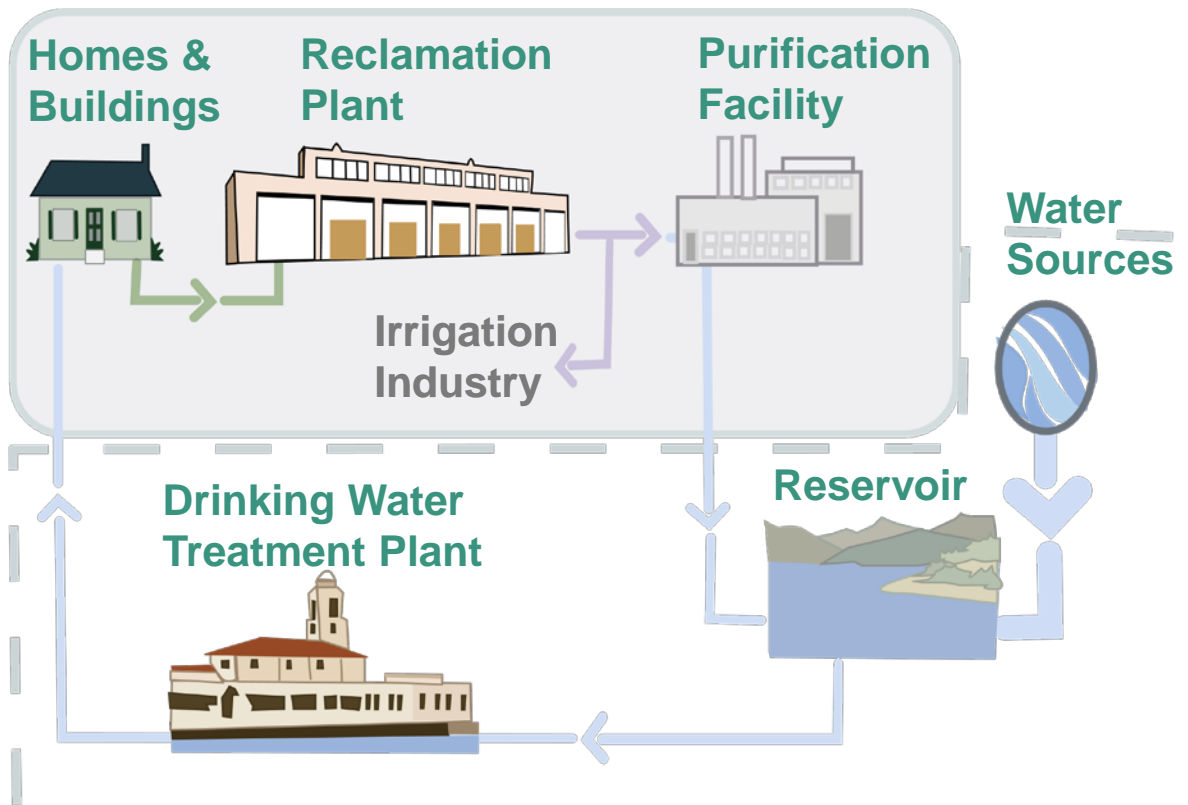 Homes &
Buildings
Reclamation
Plant
Purification
Facility
Water
Sources
Irrigation
Industry
Drinking Water
Treatment Plant
Reservoir